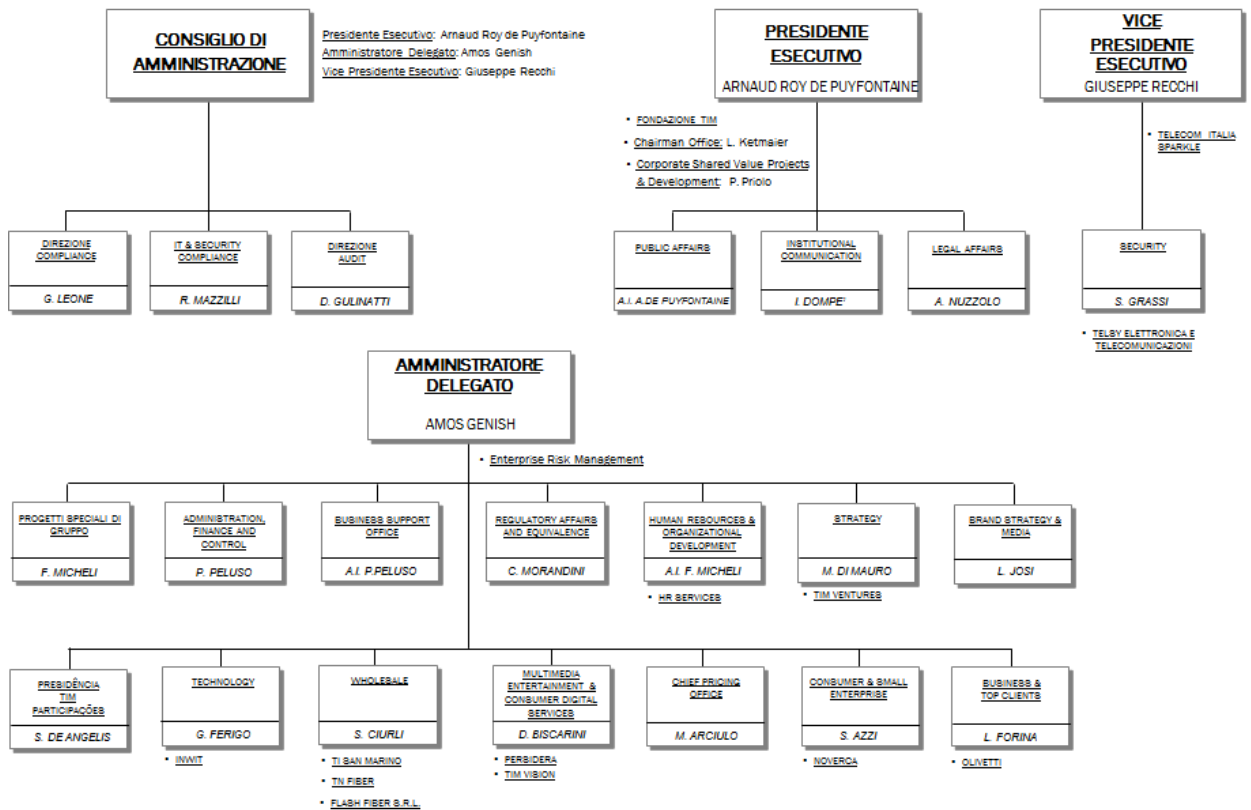 CONSIGLIO DI
AMMINISTRAZIONE
Presidente Esecutivo: Arnaud Roy de Puyfontaine
Amministratore Delegato: Amos Genish
Vice Presidente Esecutivo: Giuseppe Recchi
PRESIDENTE
ESECUTIVO
ARNAUD ROY DE PUYFONTAINE
VICE
PRESIDENTE
ESECUTIVO
GIUSEPPE RECCHI
• FONDAZIONE TIM
• Chairman Office: L. Ketmaier
• Corporate Shared Value Projects
& Development: P. Priolo
• TELECOM ITALIA
SPARKLE
DIREZIONE
COMPLIANCE
G. LEONE
IT & SECURITY
COMPLIANCE
R. MAZZILLI
DIREZIONE
AUDIT
D. GULINATTI
PUBLIC AFFAIRS
A.I. A.DE PUYFONTAINE
INSTITUTIONAL
COMMUNICATION
I. DOMPE'
LEGAL AFFAIRS
A. NUZZOLO
SECURITY
S. GRASSI
• TELSY ELETTRONICA E
TELECOMUNICAZIONI
AMMINISTRATORE
DELEGATO
AMOS GENISH
• Enterprise Risk Management
PROGETTI SPECIALI DI
GRUPPO
F. MICHELI
ADMINISTRATION,
FINANCE AND
CONTROL
P. PELUSO
BUSINESS SUPPORT
OFFICE
A.I. P.PELUSO
REGULATORY AFFAIRS
AND EQUIVALENCE
C. MORANDINI
HUMAN RESOURCES &
ORGANIZATIONAL
DEVELOPMENT
A.I. F. MICHELI
• HR SERVICES
STRATEGY
M. DI MAURO
• TIM VENTURES
BRAND STRATEGY &
MEDIA
L. JOSI
PRESIDÊNCIA
TIM
PARTICIPAÇÕES
S. DE ANGELIS
TECHNOLOGY
G. FERIGO
• INWIT
WHOLESALE
S. CIURLI
• TI SAN MARINO
• TN FIBER
• FLASH FIBER S.R.L.
MULTIMEDIA
ENTERTAINMENT &
CONSUMER DIGITAL
SERVICES
D. BISCARINI
• PERSIDERA
• TIM VISION
CHIEF PRICING
OFFICE
M. ARCIULO
CONSUMER & SMALL
ENTERPRISE
S. AZZI
• NOVERCA
BUSINESS &
TOP CLIENTS
L. FORINA
• OLIVETTI